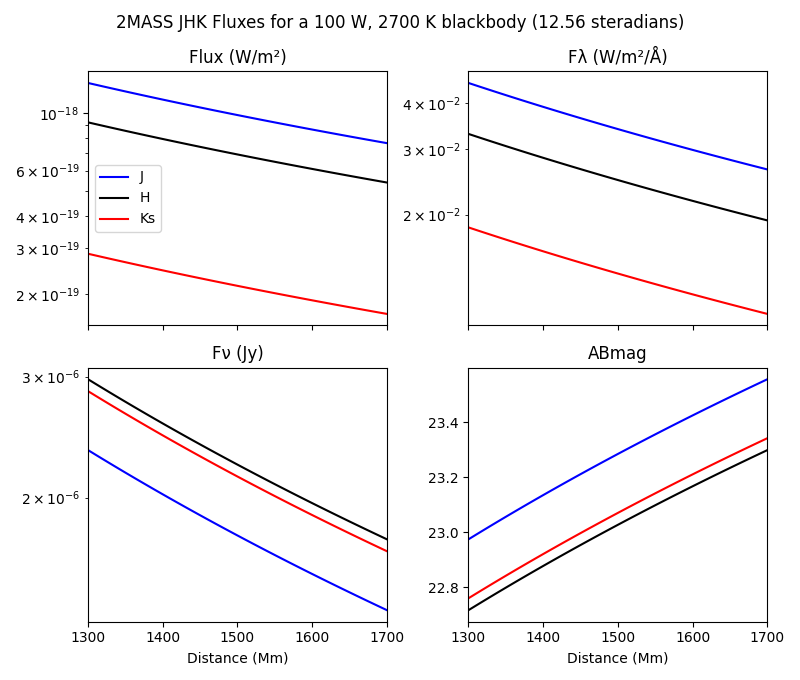 2MASS JHK Fluxes for a 100 W, 2700 K blackbody (12.56 steradians)
Flux (W/m²)
10⁻¹⁸
6 × 10⁻¹⁹
4 × 10⁻¹⁹
3 × 10⁻¹⁹
2 × 10⁻¹⁹
J
H
Ks
Fλ (W/m²/Å)
4 × 10⁻²
3 × 10⁻²
2 × 10⁻²
Fν (Jy)
3 × 10⁻⁶
2 × 10⁻⁶
1300 1400 1500 1600 1700
Distance (Mm)
ABmag
23.4
23.2
23.0
22.8
1300 1400 1500 1600 1700
Distance (Mm)